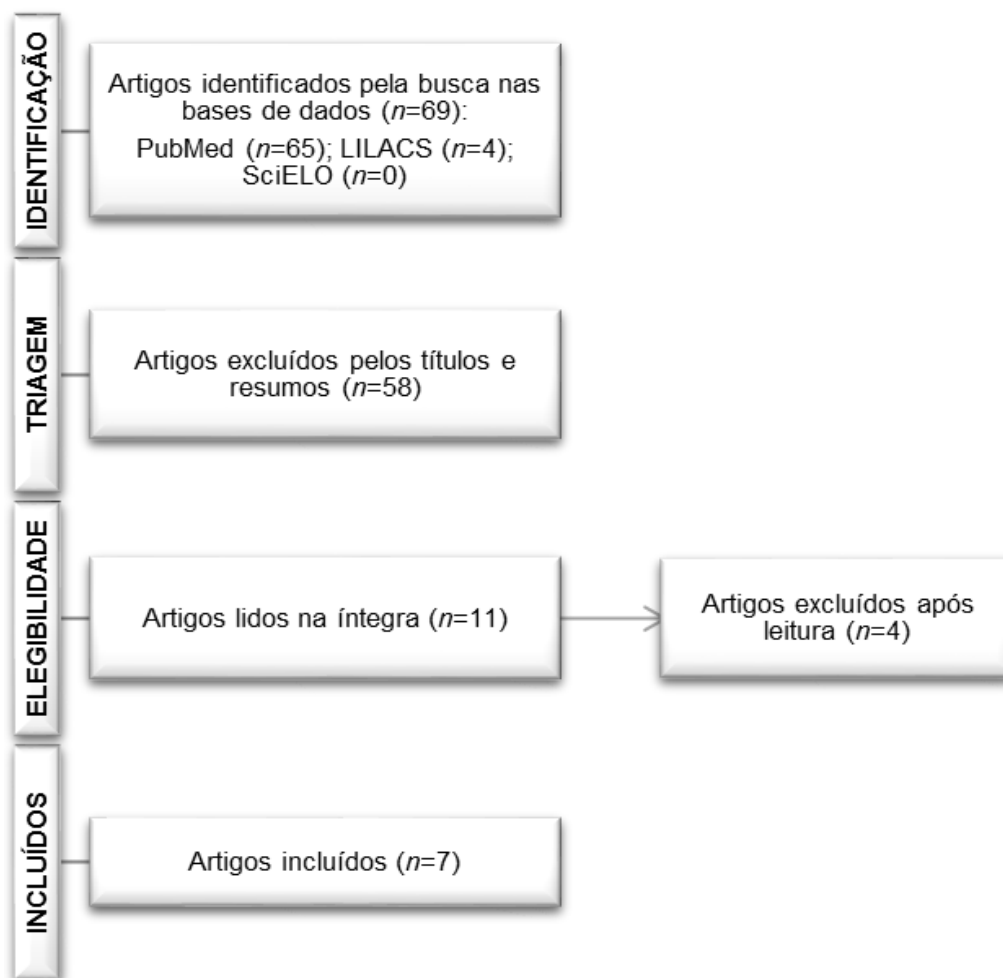 IDENTIFICAÇÃO
Artigos identificados pela busca nas
bases de dados (n=69):
PubMed (n=65); LILACS (n=4);
SciELO (n=0)
TRIAGEM
Artigos excluídos pelos títulos e
resumos (n=58)
ELEGIBILIDADE
Artigos lidos na íntegra (n=11)
Artigos excluídos após
leitura (n=4)
INCLUÍDOS
Artigos incluídos (n=7)